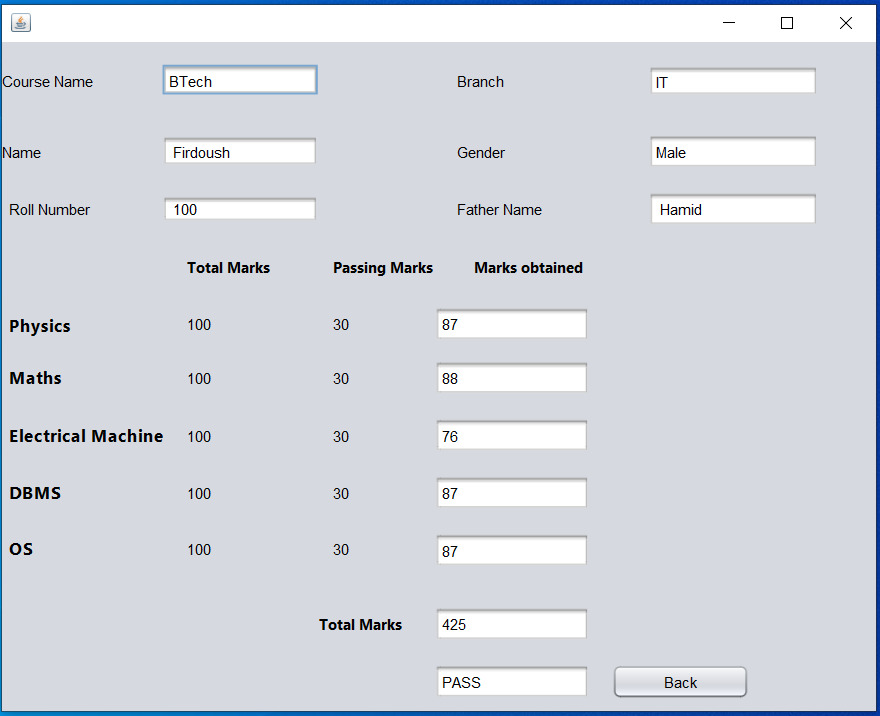 Course Name BTech Branch IT
Name Firdoush Gender Male
Roll Number 100 Father Name Hamid
Total Marks Passing Marks Marks obtained
Physics 100 30 87
Maths 100 30 88
Electrical Machine 100 30 76
DBMS 100 30 87
OS 100 30 87
Total Marks 425
PASS Back